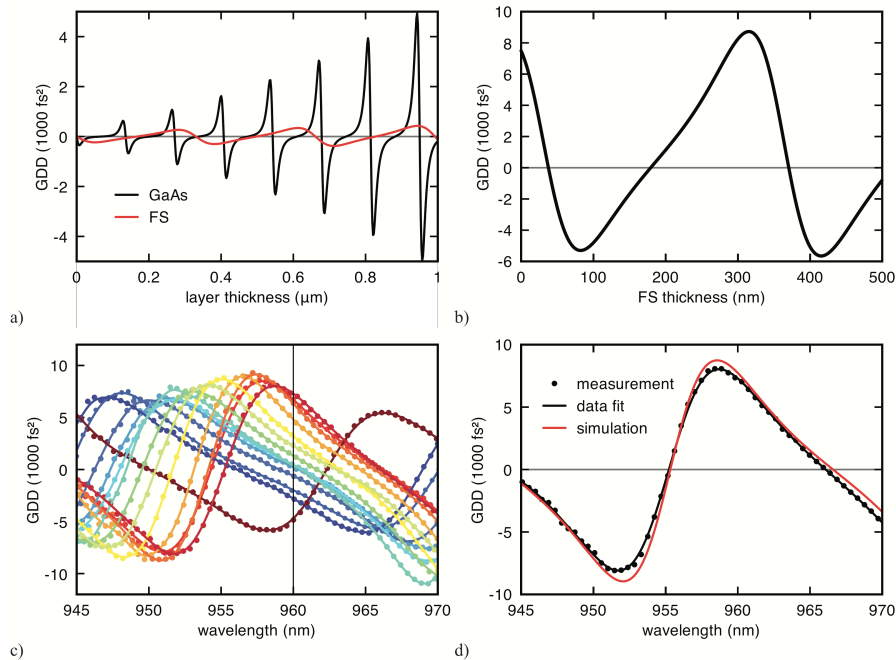 4
2
0
-2
-4
GDD (1000 fs²)
GaAs
FS
0
0.2
0.4
0.6
0.8
1
layer thickness (µm)
a)
10
8
6
4
2
0
-2
-4
-6
GDD (1000 fs²)
0
100
200
300
400
500
FS thickness (nm)
b)
10
5
0
-5
-10
GDD (1000 fs²)
945
950
955
960
965
970
wavelength (nm)
c)
10
5
0
-5
-10
GDD (1000 fs²)
measurement
data fit
simulation
945
950
955
960
965
970
wavelength (nm)
d)